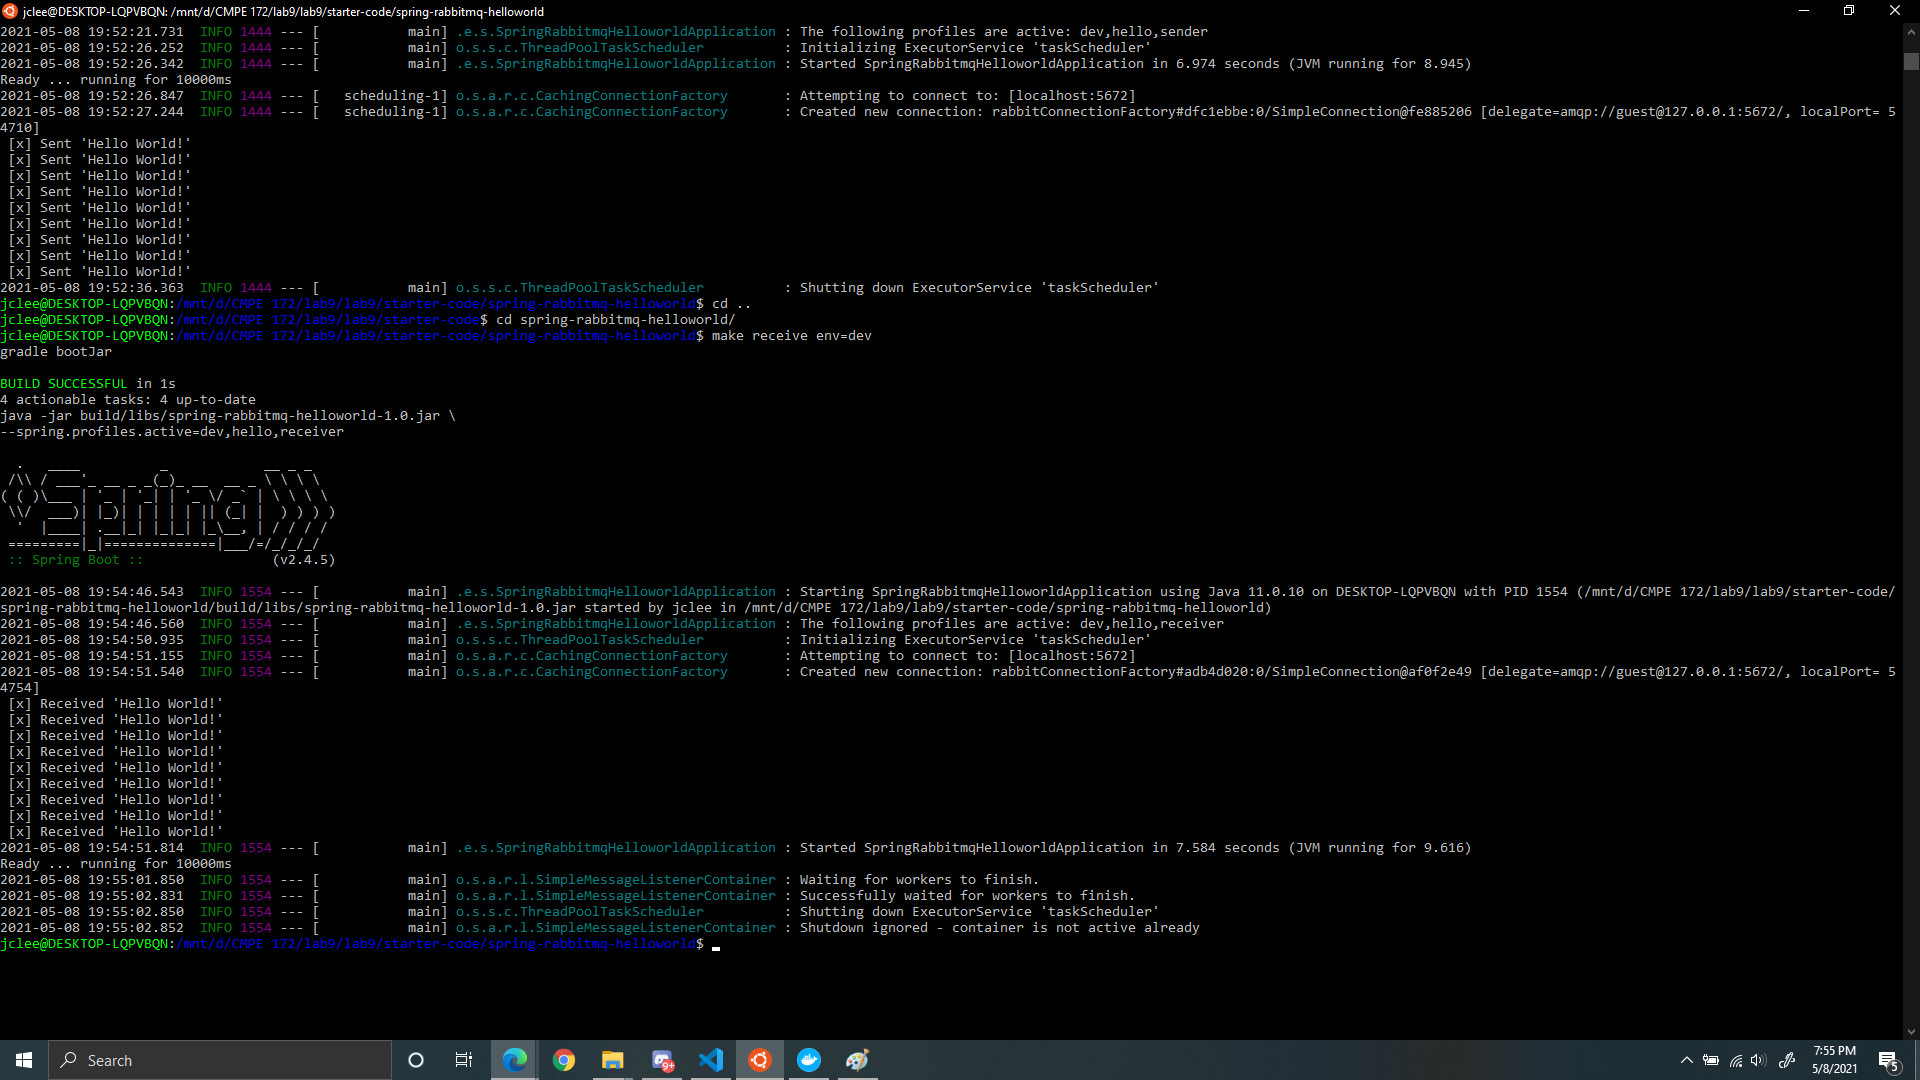 jclee@DESKTOP-LQPVBQN: /mnt/d/CMPE 172/lab9/lab9/starter-code/spring-rabbitmq-helloworld
2021-05-08 19:52:21.731  INFO 1444 --- [           main] .e.s.SpringRabbitmqHelloworldApplication : The following profiles are active: dev,hello,sender
2021-05-08 19:52:26.252  INFO 1444 --- [           main] o.s.s.c.ThreadPoolTaskScheduler          : Initializing ExecutorService 'taskScheduler'
2021-05-08 19:52:26.342  INFO 1444 --- [           main] .e.s.SpringRabbitmqHelloworldApplication : Started SpringRabbitmqHelloworldApplication in 6.974 seconds (JVM running for 8.945)
Ready ... running for 10000ms
2021-05-08 19:52:26.847  INFO 1444 --- [   scheduling-1] o.s.a.r.c.CachingConnectionFactory       : Attempting to connect to: [localhost:5672]
2021-05-08 19:52:27.244  INFO 1444 --- [   scheduling-1] o.s.a.r.c.CachingConnectionFactory       : Created new connection: rabbitConnectionFactory#dfc1ebbe:0/SimpleConnection@fe885206 [delegate=amqp://guest@127.0.0.1:5672/, localPort= 5
4710]
 [x] Sent 'Hello World!'
 [x] Sent 'Hello World!'
 [x] Sent 'Hello World!'
 [x] Sent 'Hello World!'
 [x] Sent 'Hello World!'
 [x] Sent 'Hello World!'
 [x] Sent 'Hello World!'
 [x] Sent 'Hello World!'
 [x] Sent 'Hello World!'
2021-05-08 19:52:36.363  INFO 1444 --- [           main] o.s.s.c.ThreadPoolTaskScheduler          : Shutting down ExecutorService 'taskScheduler'
jclee@DESKTOP-LQPVBQN:/mnt/d/CMPE 172/lab9/lab9/starter-code/spring-rabbitmq-helloworld$ cd ..
jclee@DESKTOP-LQPVBQN:/mnt/d/CMPE 172/lab9/lab9/starter-code$ cd spring-rabbitmq-helloworld/
jclee@DESKTOP-LQPVBQN:/mnt/d/CMPE 172/lab9/lab9/starter-code/spring-rabbitmq-helloworld$ make receive env=dev
gradle bootJar
BUILD SUCCESSFUL in 1s
4 actionable tasks: 4 up-to-date
java -jar build/libs/spring-rabbitmq-helloworld-1.0.jar \
--spring.profiles.active=dev,hello,receiver
  .   ____          _            __ _ _
 /\\ / ___'_ __ _ _(_)_ __  __ _ \ \ \ \
( ( )\___ | '_ | '_| | '_ \/ _` | \ \ \ \
 \\/  ___)| |_)| | | | | || (_| |  ) ) ) )
  '  |____| .__|_| |_|_| |_\__, | / / / /
 =========|_|==============|___/=/_/_/_/
 :: Spring Boot ::                (v2.4.5)
2021-05-08 19:54:46.543  INFO 1554 --- [           main] .e.s.SpringRabbitmqHelloworldApplication : Starting SpringRabbitmqHelloworldApplication using Java 11.0.10 on DESKTOP-LQPVBQN with PID 1554 (/mnt/d/CMPE 172/lab9/lab9/starter-code/
spring-rabbitmq-helloworld/build/libs/spring-rabbitmq-helloworld-1.0.jar started by jclee in /mnt/d/CMPE 172/lab9/lab9/starter-code/spring-rabbitmq-helloworld)
2021-05-08 19:54:46.560  INFO 1554 --- [           main] .e.s.SpringRabbitmqHelloworldApplication : The following profiles are active: dev,hello,receiver
2021-05-08 19:54:50.935  INFO 1554 --- [           main] o.s.s.c.ThreadPoolTaskScheduler          : Initializing ExecutorService 'taskScheduler'
2021-05-08 19:54:51.155  INFO 1554 --- [           main] o.s.a.r.c.CachingConnectionFactory       : Attempting to connect to: [localhost:5672]
2021-05-08 19:54:51.540  INFO 1554 --- [           main] o.s.a.r.c.CachingConnectionFactory       : Created new connection: rabbitConnectionFactory#adb4d020:0/SimpleConnection@af0f2e49 [delegate=amqp://guest@127.0.0.1:5672/, localPort= 5
4754]
 [x] Received 'Hello World!'
 [x] Received 'Hello World!'
 [x] Received 'Hello World!'
 [x] Received 'Hello World!'
 [x] Received 'Hello World!'
 [x] Received 'Hello World!'
 [x] Received 'Hello World!'
 [x] Received 'Hello World!'
 [x] Received 'Hello World!'
2021-05-08 19:54:51.814  INFO 1554 --- [           main] .e.s.SpringRabbitmqHelloworldApplication : Started SpringRabbitmqHelloworldApplication in 7.584 seconds (JVM running for 9.616)
Ready ... running for 10000ms
2021-05-08 19:55:01.850  INFO 1554 --- [           main] o.s.a.r.l.SimpleMessageListenerContainer : Waiting for workers to finish.
2021-05-08 19:55:02.831  INFO 1554 --- [           main] o.s.a.r.l.SimpleMessageListenerContainer : Successfully waited for workers to finish.
2021-05-08 19:55:02.850  INFO 1554 --- [           main] o.s.s.c.ThreadPoolTaskScheduler          : Shutting down ExecutorService 'taskScheduler'
2021-05-08 19:55:02.852  INFO 1554 --- [           main] o.s.a.r.l.SimpleMessageListenerContainer : Shutdown ignored - container is not active already
jclee@DESKTOP-LQPVBQN:/mnt/d/CMPE 172/lab9/lab9/starter-code/spring-rabbitmq-helloworld$
Search
9+
7:55 PM
5/8/2021
5